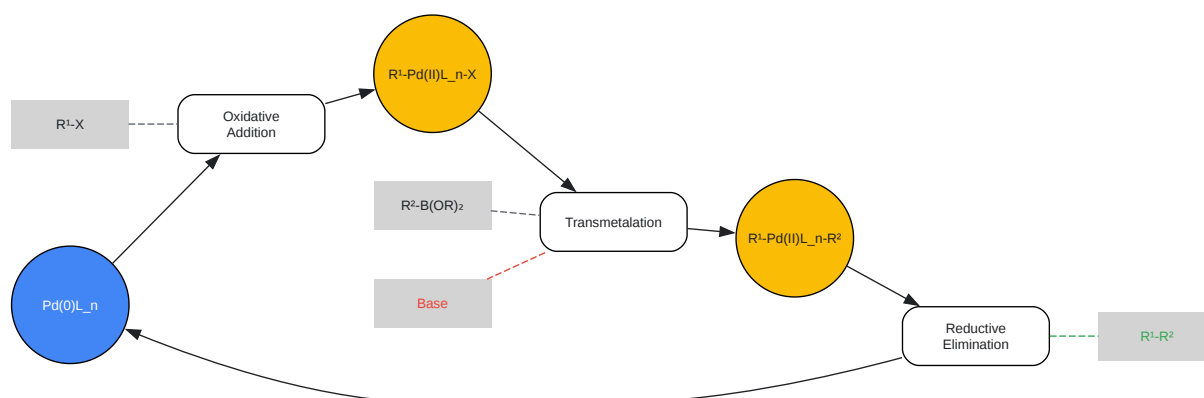 R¹-Pd(II)L_n-X
R¹-X
Oxidative
Addition
R²-B(OR)₂
Transmetalation
R¹-Pd(II)L_n-R²
Base
Pd(0)L_n
Reductive
Elimination
R¹-R²